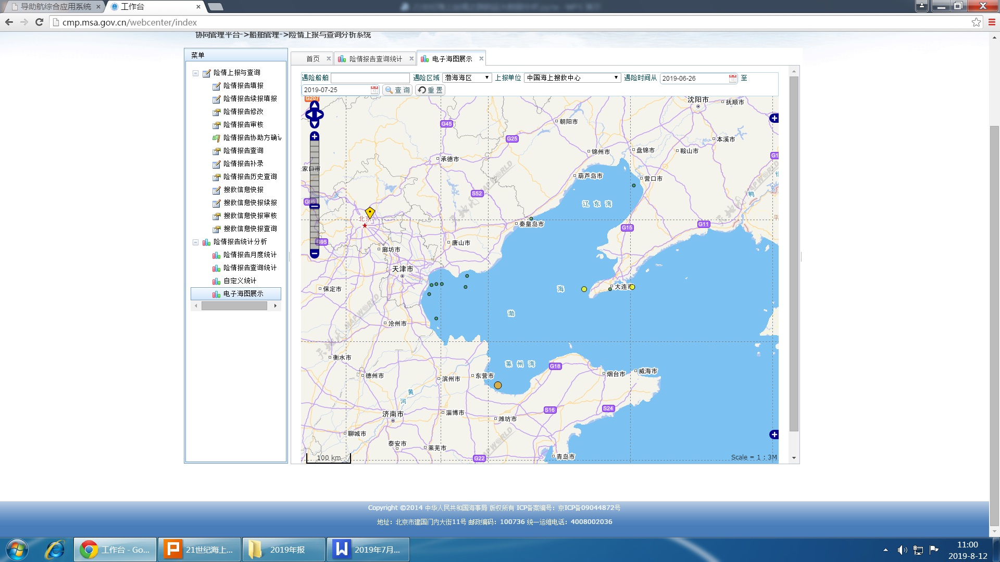 导助航综合应用系统
工作台
cmp.msa.gov.cn/webcenter/index
协同管理平台->船舶管理->险情上报与查询分析系统
菜单
险情上报与查询
险情报告填报
险情报告续报填报
险情报告修改
险情报告审核
险情报告协助方确认
险情报告查询
险情报告补录
险情报告历史查询
搜救信息快报
搜救信息快报续报
搜救信息快报审核
搜救信息快报查询
险情报告统计分析
险情报告月度统计
险情报告查询统计
自定义统计
电子海图展示
首页
险情报告查询统计
电子海图展示
遇险船舶
遇险区域 渤海海区
上报单位 中国海上搜救中心
遇险时间从 2019-06-26 至
2019-07-25
查询
重置
G207
沈阳市
抚顺市
朝阳市
G45
G25
本溪市
锦州市
盘锦市
鞍山市
承德市
家口市
葫芦岛市
营口市
S52
鸭
辽东湾
北京
秦皇岛市
G15
G11
平
G95
唐山市
廊坊市
天津市
保定市
海
大连市
渤
沧州市
衡水市
莱州湾
G18
德州市
滨州市
东营市
烟台市
威海市
黄
河
济南市
淄博市
潍坊市
S16
S24
聊城市
泰安市
莱芜市
G22
青岛市
天地图 MAPWORLD
100 km
Scale = 1 : 3M
Copyright ©2014 中华人民共和国海事局 版权所有 ICP备案编号：京ICP备09044872号
地址：北京市建国门内大街11号 邮政编码：100736 统一运维电话：4008002036
工作台 - Go...
21世纪海上...
2019年报
2019年7月...
11:00
2019-8-12